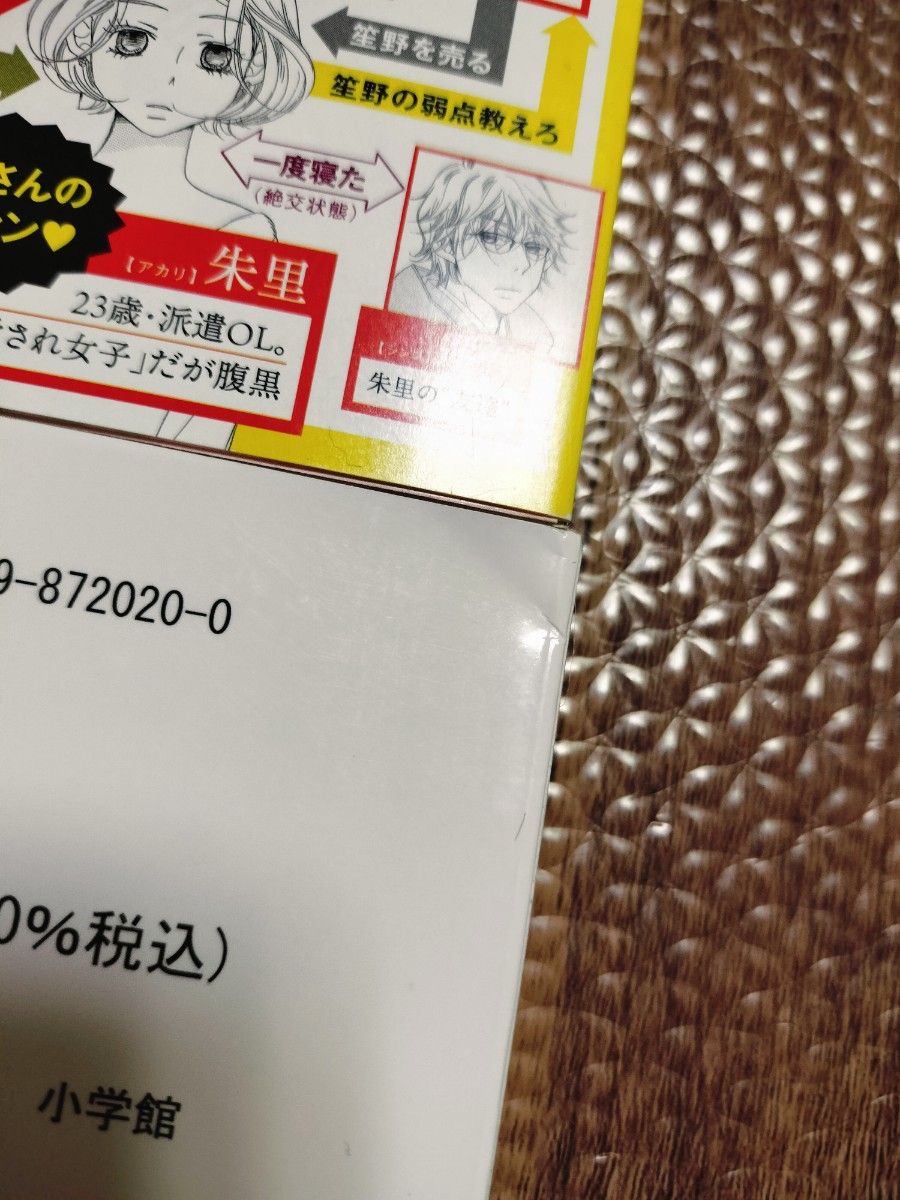 笙野を売る
笙野の弱点教えろ
一度寝た
(絶交状態)
さんの
ン♥
【アカリ】朱里
23歳・派遣OL。
され女子」だが腹黒
朱里の"友達"
9-872020-0
0%税込)
小学館